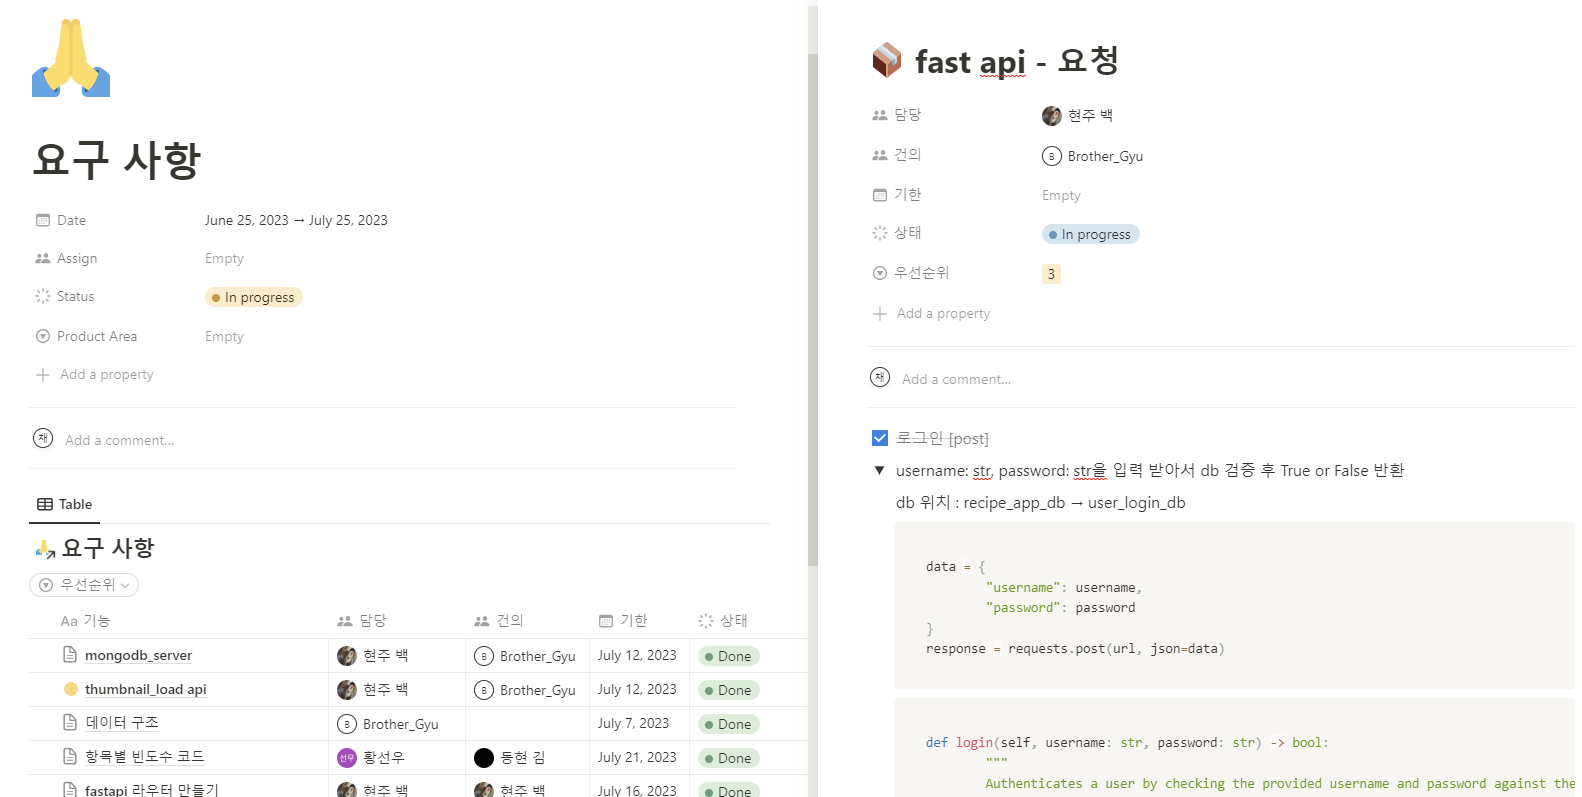 요구 사항
Date June 25, 2023 → July 25, 2023
Assign Empty
Status In progress
Product Area Empty
Add a property
채 Add a comment...
Table
요구 사항
우선순위
Aa 기능 담당 건의 기한 상태
mongodb_server 현주 백 B Brother_Gyu July 12, 2023 Done
thumbnail_load api 현주 백 B Brother_Gyu July 12, 2023 Done
데이터 구조 B Brother_Gyu July 7, 2023 Done
항목별 빈도수 코드 선우 황선우 동현 김 July 21, 2023 Done
fastapi 라우터 만들기 현주 백 현주 백 July 16, 2023 Done
fast api - 요청
담당 현주 백
건의 B Brother_Gyu
기한 Empty
상태 In progress
우선순위 3
Add a property
채 Add a comment...
로그인 [post]
username: str, password: str을 입력 받아서 db 검증 후 True or False 반환
db 위치 : recipe_app_db → user_login_db
data = {
"username": username,
"password": password
}
response = requests.post(url, json=data)
def login(self, username: str, password: str) -> bool:
"""
Authenticates a user by checking the provided username and password against the